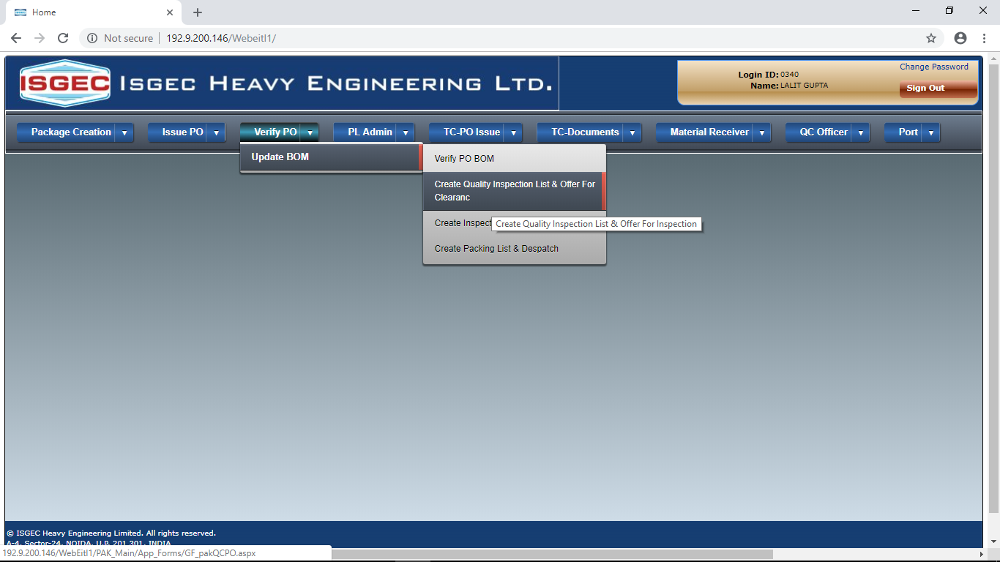 Home
Not secure
192.9.200.146/Webeitl1/
ISGEC
ISGEC HEAVY ENGINEERING LTD.
Change Password
Login ID: 0340
Name: LALIT GUPTA
Sign Out
Package Creation
Issue PO
Verify PO
PL Admin
TC-PO Issue
TC-Documents
Material Receiver
QC Officer
Port
Update BOM
Verify PO BOM
Create Quality Inspection List & Offer For
Clearanc
Create Inspect
Create Quality Inspection List & Offer For Inspection
Create Packing List & Despatch
© ISGEC Heavy Engineering Limited. All rights reserved.
A-4, Sector-24, NOIDA, U.P. 201 301, INDIA
192.9.200.146/WebEitl1/PAK_Main/App_Forms/GF_pakQCPO.aspx